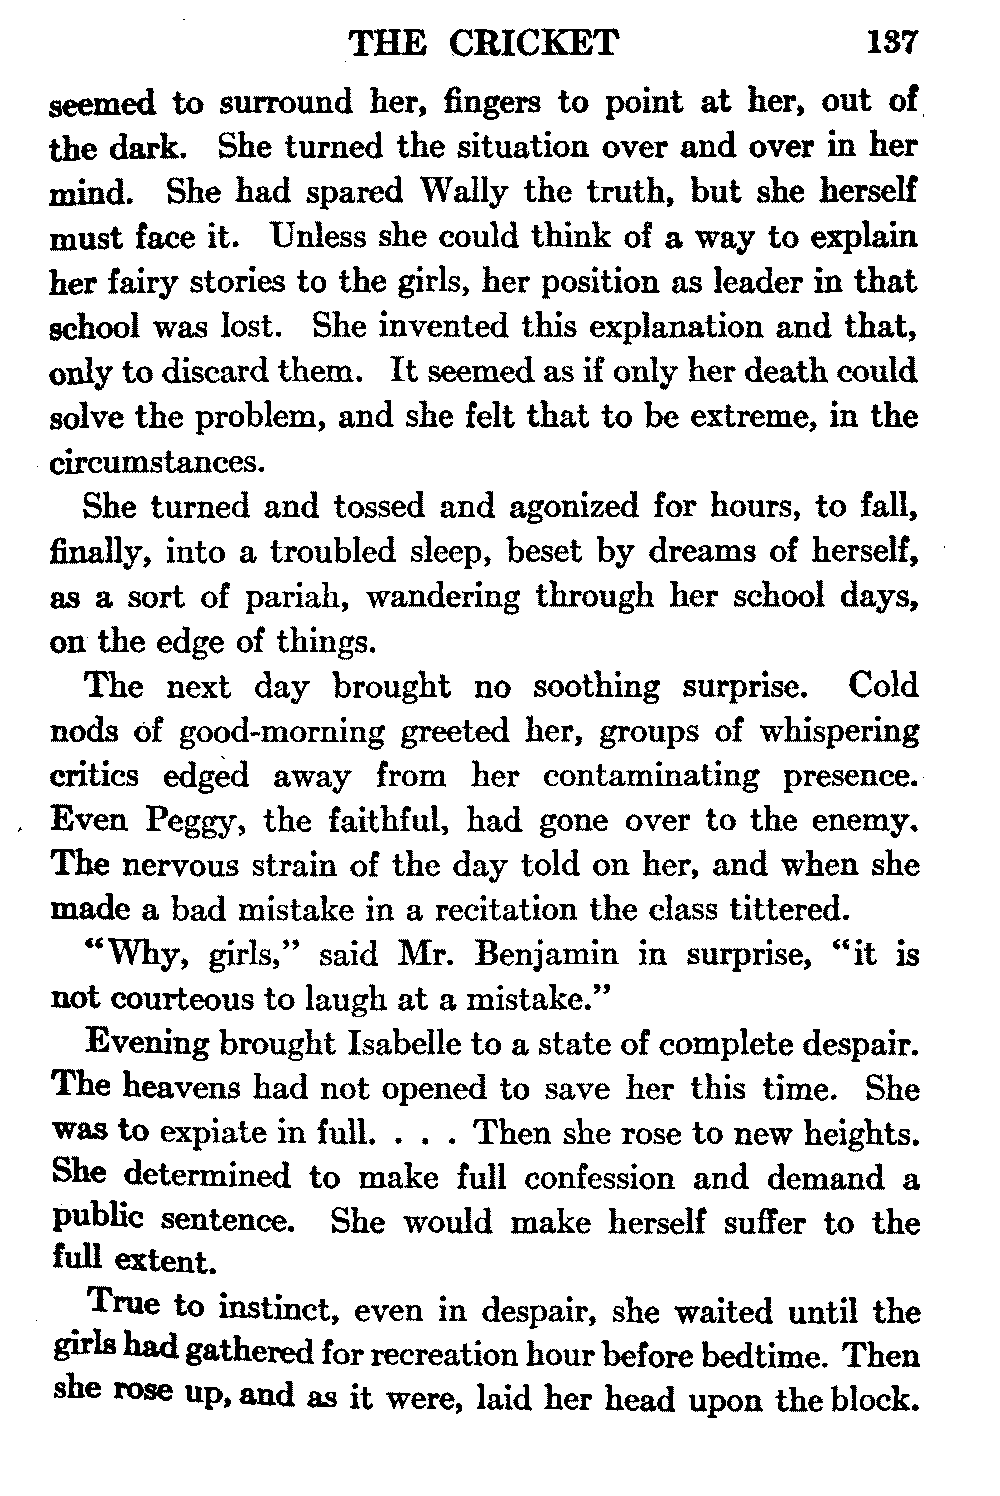 THE CRICKET 137
seemed to surround her, fingers to point at her, out of
the dark. She turned the situation over and over in her
mind. She had spared Wally the truth, but she herself
must face it. Unless she could think of a way to explain
her fairy stories to the girls, her position as leader in that
school was lost. She invented this explanation and that,
only to discard them. It seemed as if only her death could
solve the problem, and she felt that to be extreme, in the
circumstances.
She turned and tossed and agonized for hours, to fall,
finally, into a troubled sleep, beset by dreams of herself,
as a sort of pariah, wandering through her school days,
on the edge of things.
The next day brought no soothing surprise. Cold
nods of good-morning greeted her, groups of whispering
critics edged away from her contaminating presence.
Even Peggy, the faithful, had gone over to the enemy.
The nervous strain of the day told on her, and when she
made a bad mistake in a recitation the class tittered.
“Why, girls,” said Mr. Benjamin in surprise, “it is
not courteous to laugh at a mistake.”
Evening brought Isabelle to a state of complete despair.
The heavens had not opened to save her this time. She
was to expiate in full. . . . Then she rose to new heights.
She determined to make full confession and demand a
public sentence. She would make herself suffer to the
full extent.
True to instinct, even in despair, she waited until the
girls had gathered for recreation hour before bedtime. Then
she rose up, and as it were, laid her head upon the block.